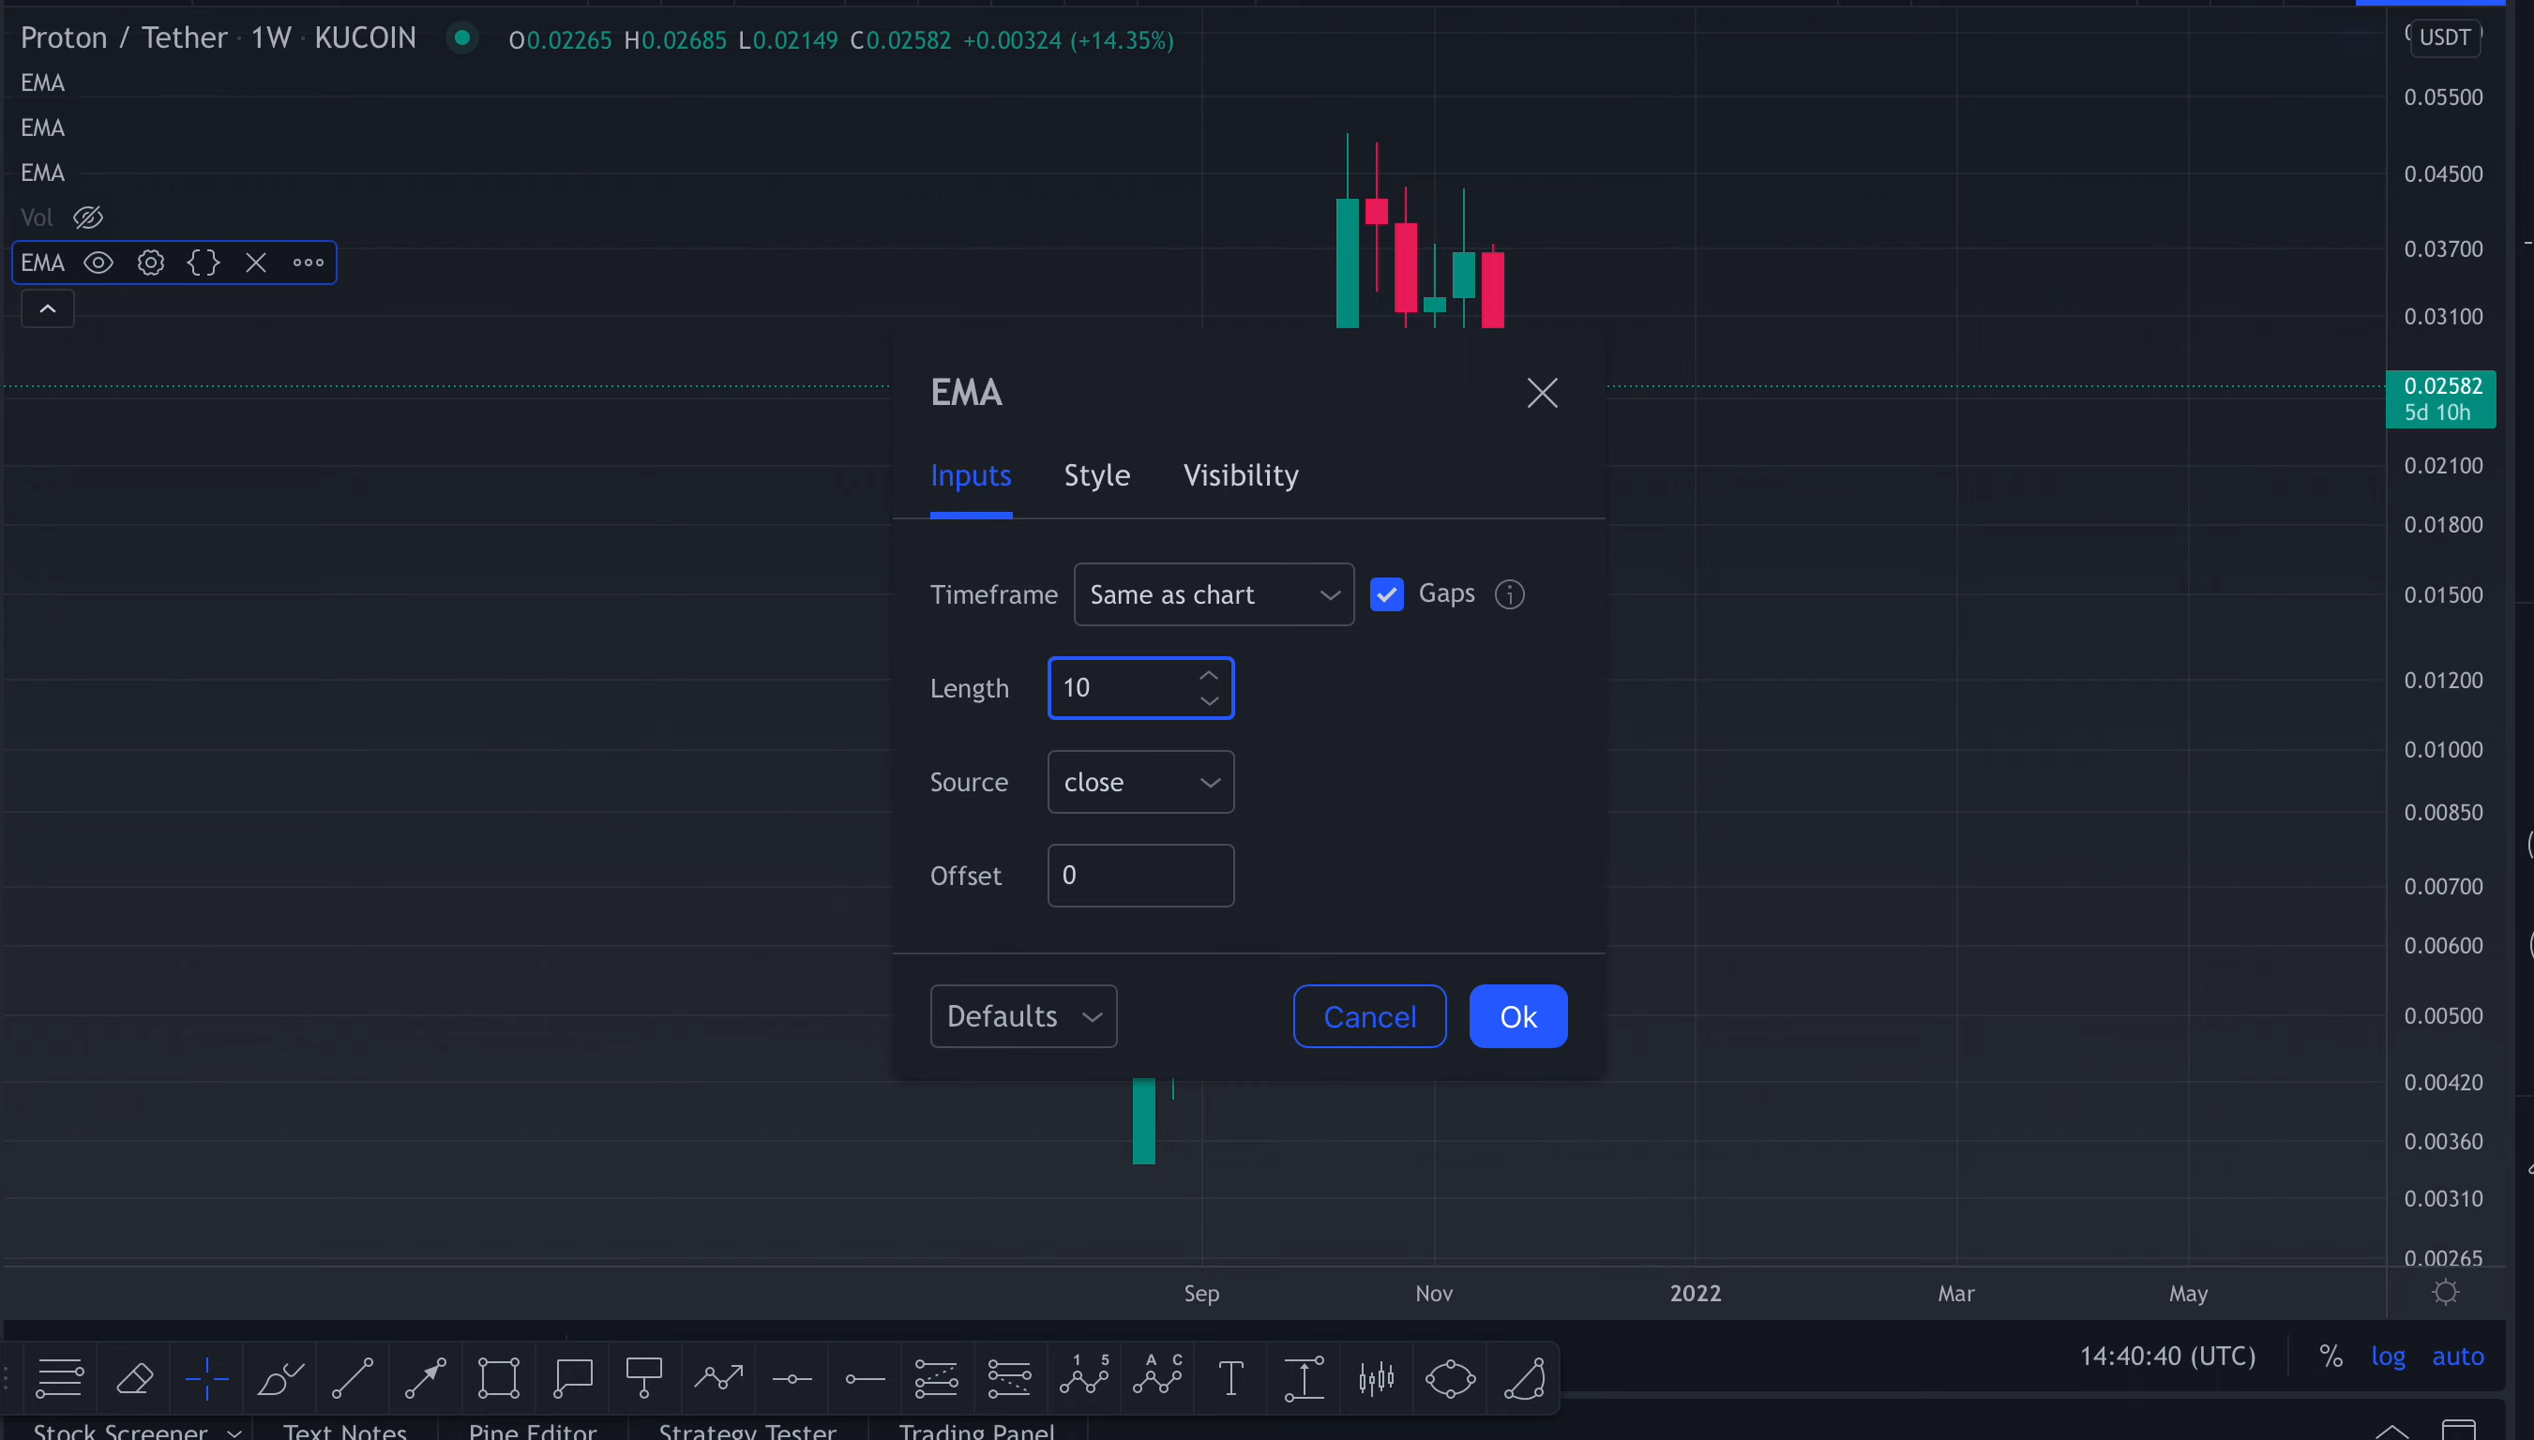 Proton / Tether · 1W · KUCOIN O0.02265 H0.02685 L0.02149 C0.02582 +0.00324 (+14.35%)
USDT
EMA
EMA
EMA
Vol
EMA
0.05500
0.04500
0.03700
0.03100
0.02582
5d 10h
0.02100
0.01800
0.01500
0.01200
0.01000
0.00850
0.00700
0.00600
0.00500
0.00420
0.00360
0.00310
0.00265
EMA
Inputs Style Visibility
Timeframe Same as chart Gaps
Length 10
Source close
Offset 0
Defaults Cancel Ok
Sep Nov 2022 Mar May
14:40:40 (UTC) % log auto
1 5
A C
T
Stock Screener Text Notes Pine Editor Strategy Tester Trading Panel